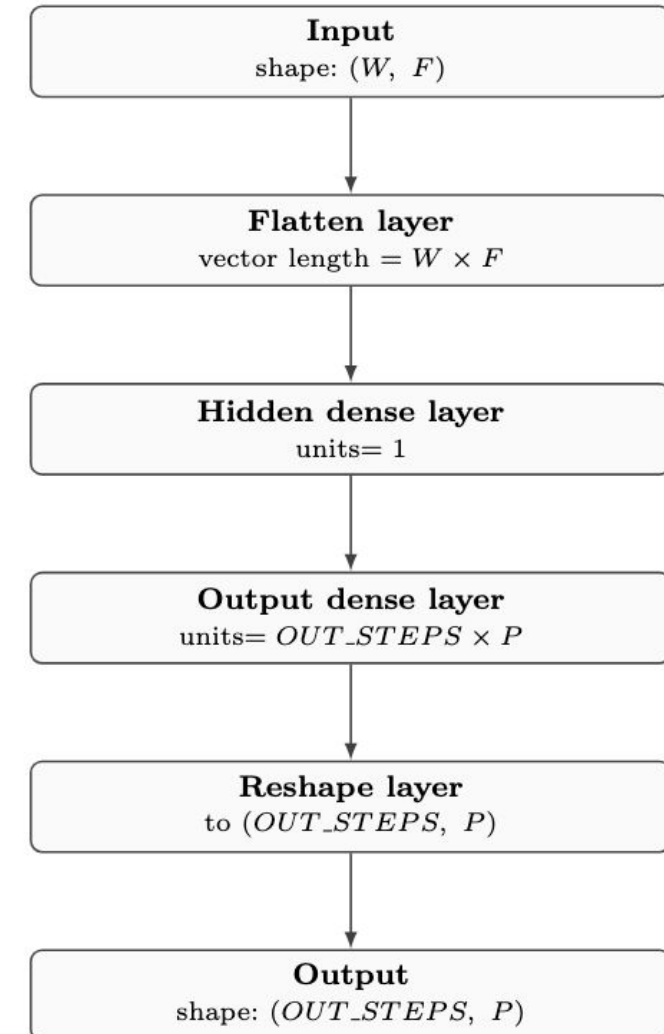 Input
shape: (W, F)
Flatten layer
vector length = W × F
Hidden dense layer
units= 1
Output dense layer
units= OUT_STEPS × P
Reshape layer
to (OUT_STEPS, P)
Output
shape: (OUT_STEPS, P)